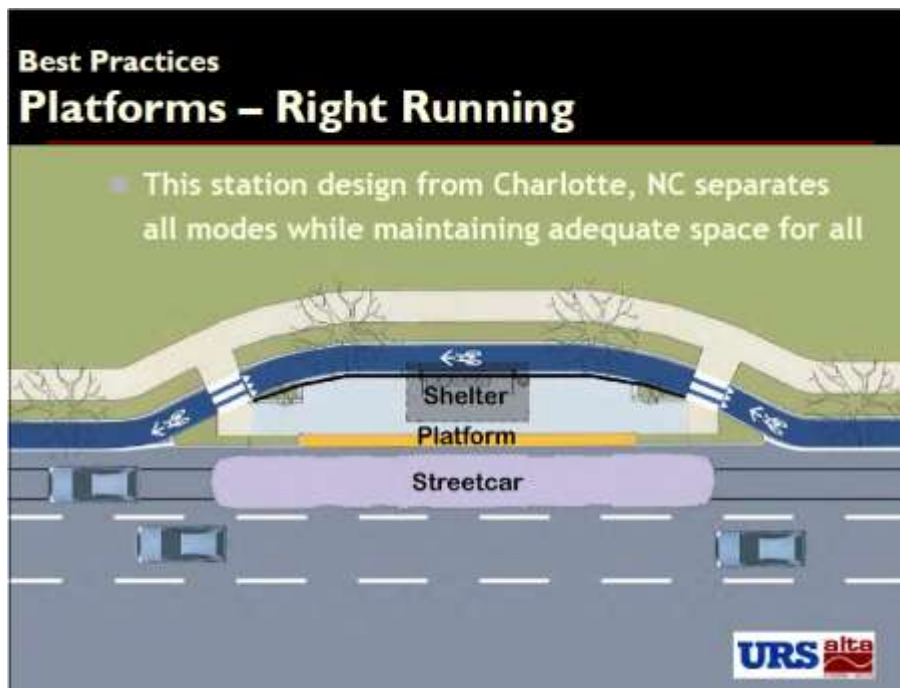 Best Practices
Platforms – Right Running
This station design from Charlotte, NC separates
all modes while maintaining adequate space for all
Shelter
Platform
Streetcar
URS alta